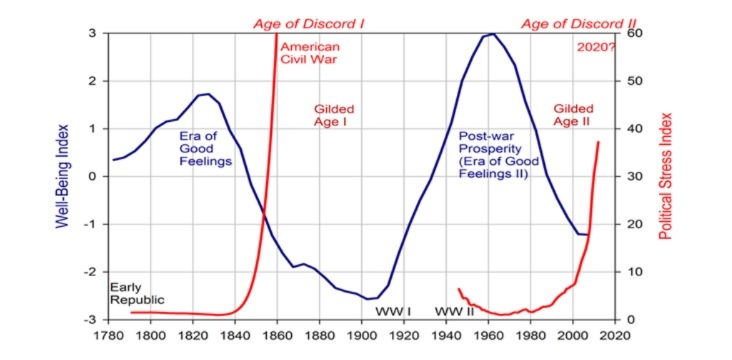 Age of Discord I
Age of Discord II
3
2
1
0
-1
-2
-3
Well-Being Index
60
50
40
30
20
10
0
Political Stress Index
American
Civil War
2020?
Gilded
Age I
Gilded
Age II
Era of
Good
Feelings
Post-war
Prosperity
(Era of Good
Feelings II)
Early
Republic
WW I
WW II
1780 1800 1820 1840 1860 1880 1900 1920 1940 1960 1980 2000 2020